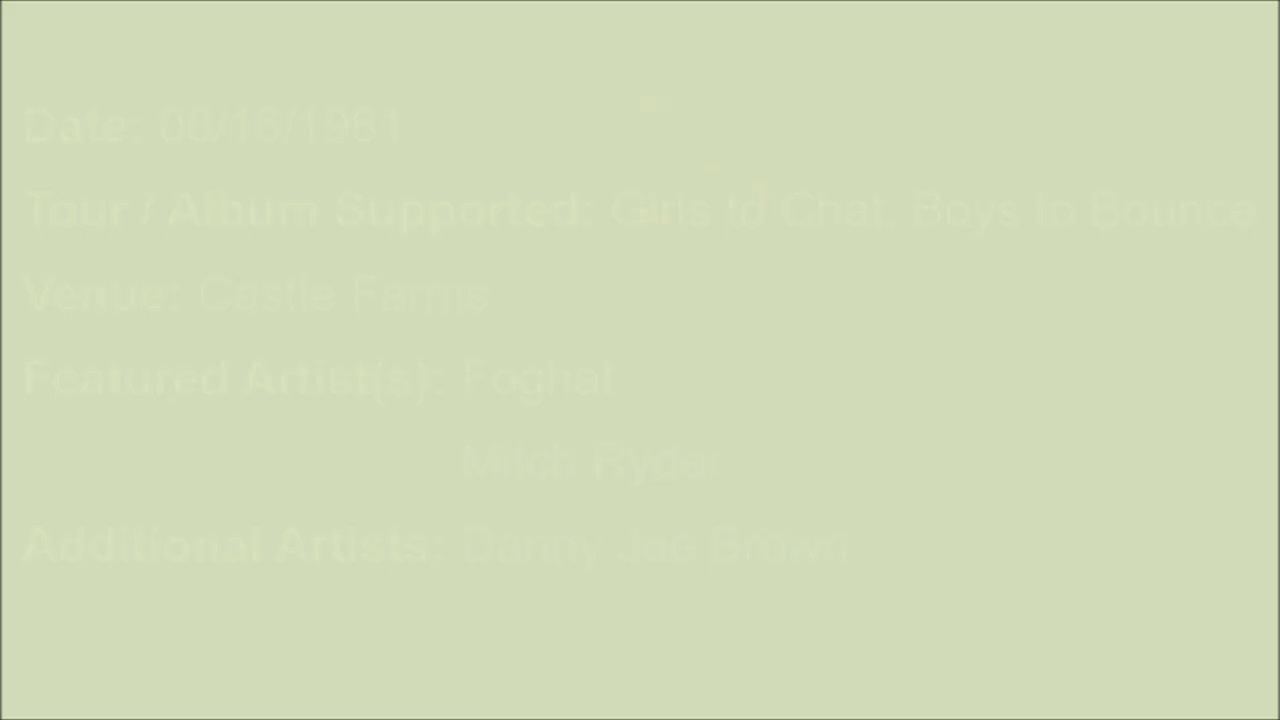 Date: 08/16/1981
Tour / Album Supported: Girls to Chat, Boys to Bounce
Venue: Castle Farms
Featured Artist(s): Foghat
Mitch Ryder
Additional Artists: Danny Joe Brown